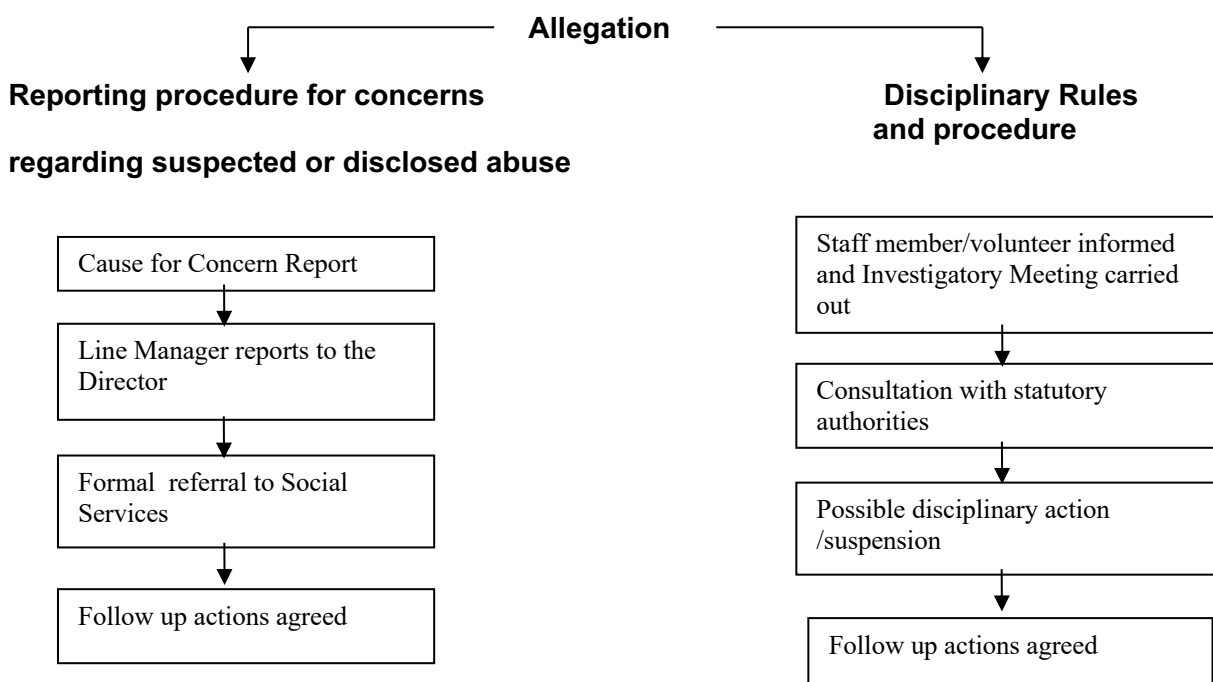 Allegation
Reporting procedure for concerns
regarding suspected or disclosed abuse
Cause for Concern Report
Line Manager reports to the
Director
Formal referral to Social
Services
Follow up actions agreed
Disciplinary Rules
and procedure
Staff member/volunteer informed
and Investigatory Meeting carried
out
Consultation with statutory
authorities
Possible disciplinary action
/suspension
Follow up actions agreed